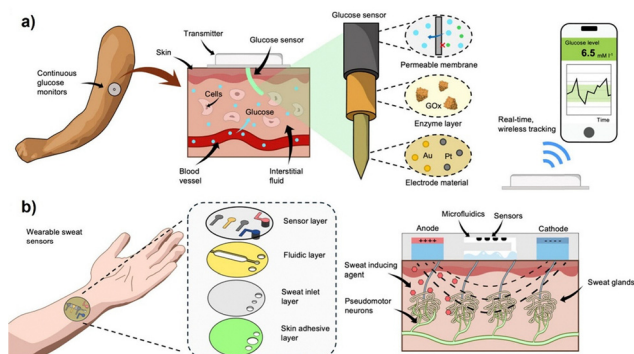 a)
Transmitter
Skin
Glucose sensor
Continuous
glucose
monitors
Cells
Glucose
Blood
vessel
Interstitial
fluid
Glucose sensor
Permeable membrane
GOx
Enzyme layer
Au
Pt
Electrode material
Glucose level
6.5 mM l⁻¹
Time
Real-time,
wireless tracking
b)
Wearable sweat
sensors
Sensor layer
Fluidic layer
Sweat inlet
layer
Skin adhesive
layer
Microfluidics
Sensors
Anode
Cathode
++++
----
Sweat inducing
agent
Pseudomotor
neurons
Sweat glands